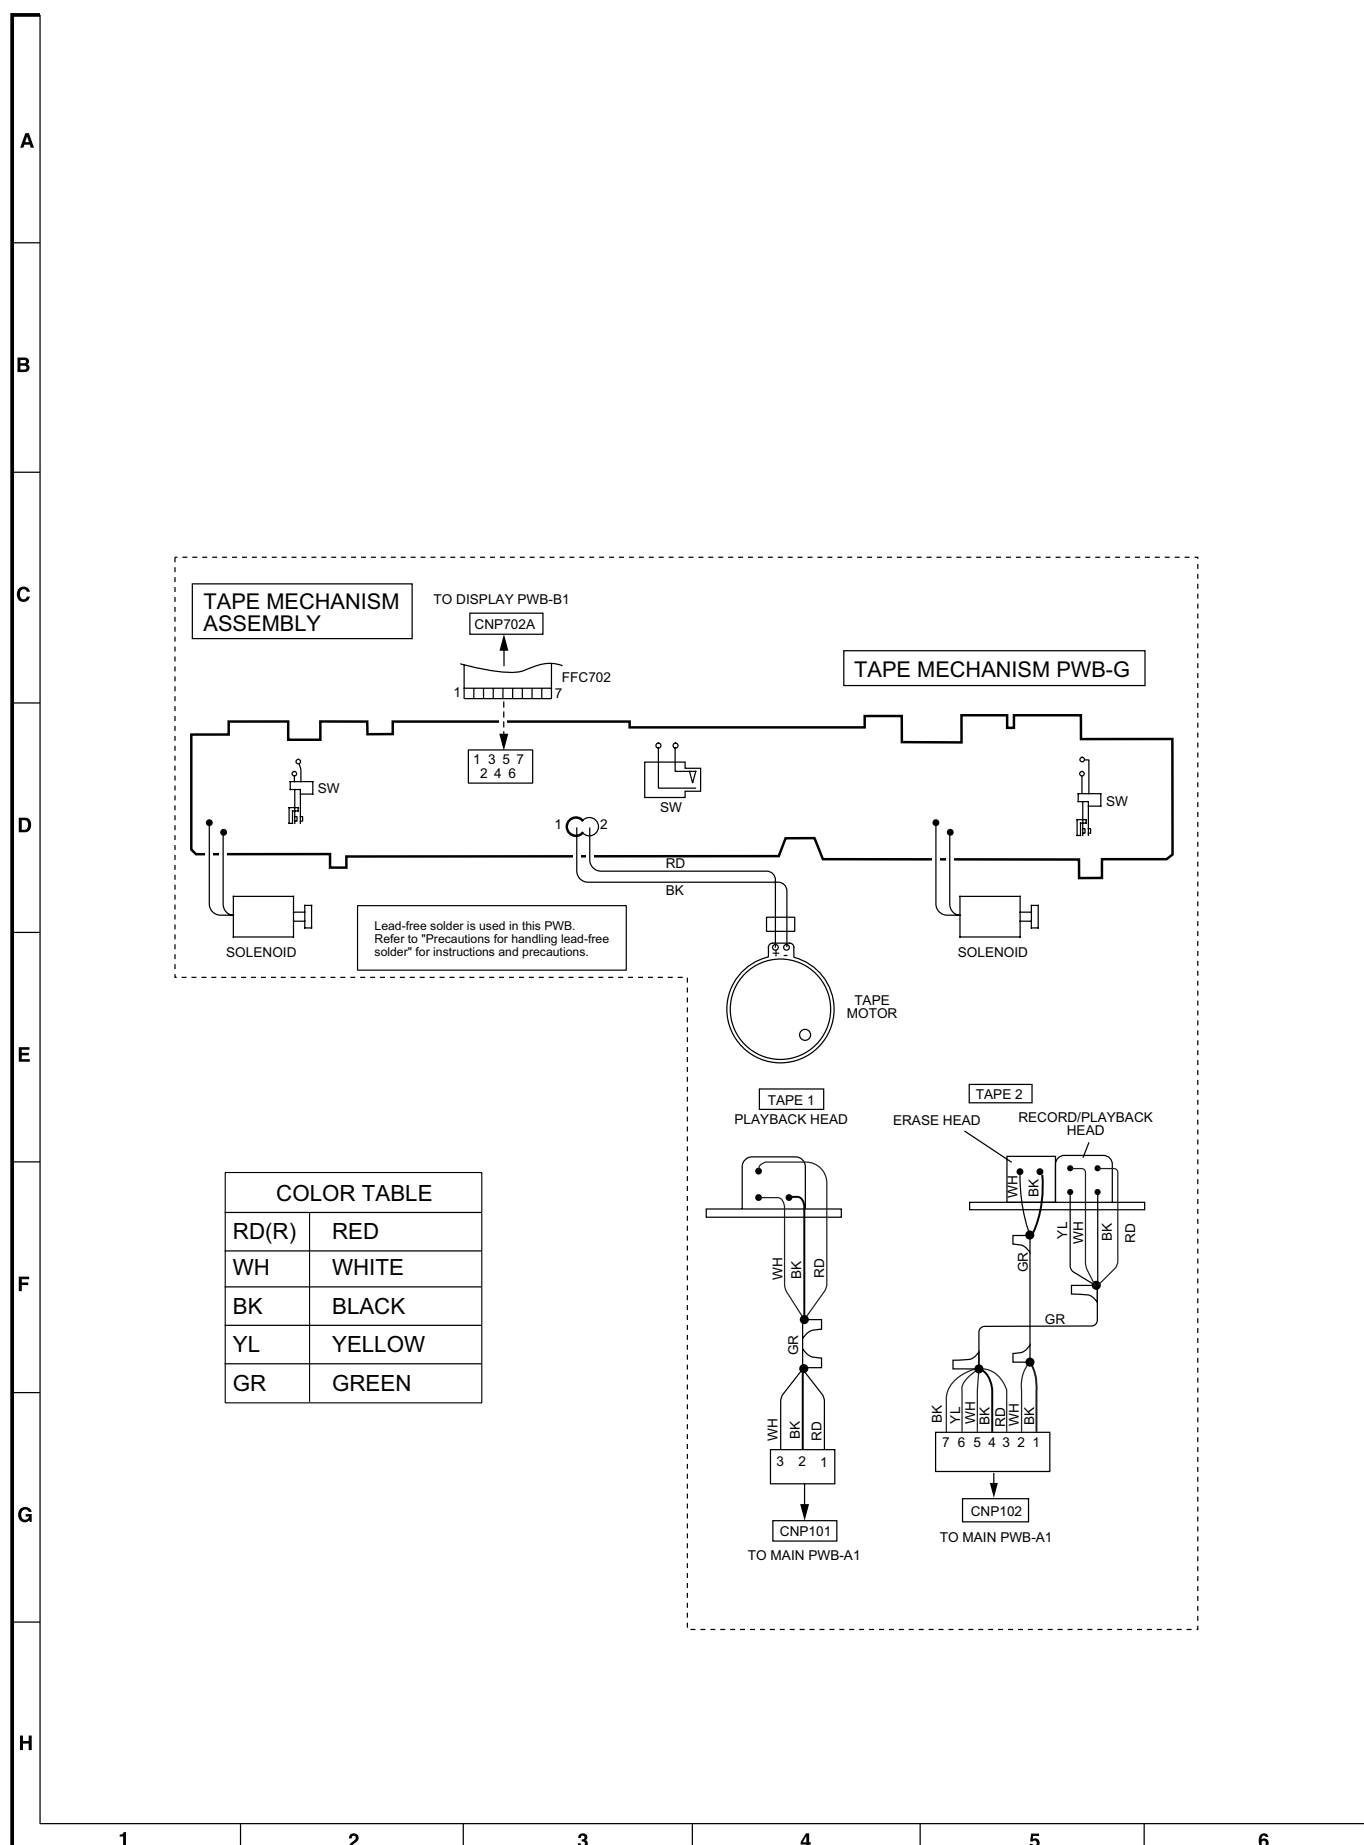 A
B
C
TAPE MECHANISM
ASSEMBLY
TO DISPLAY PWB-B1
CNP702A
FFC702
1
7
TAPE MECHANISM PWB-G
1 3 5 7
2 4 6
SW
SW
SW
D
1
2
RD
BK
SOLENOID
Lead-free solder is used in this PWB.
Refer to "Precautions for handling lead-free
solder" for instructions and precautions.
+ -
SOLENOID
TAPE
MOTOR
E
TAPE 1
PLAYBACK HEAD
TAPE 2
ERASE HEAD
RECORD/PLAYBACK
HEAD
WH
BK
YL
WH
BK
RD
GR
WH
BK
RD
GR
GR
COLOR TABLE
RD(R) RED
WH WHITE
BK BLACK
YL YELLOW
GR GREEN
F
WH
BK
RD
3 2 1
BK
YL
WH
BK
RD
WH
BK
7 6 5 4 3 2 1
G
CNP101
TO MAIN PWB-A1
CNP102
TO MAIN PWB-A1
H
1 2 3 4 5 6